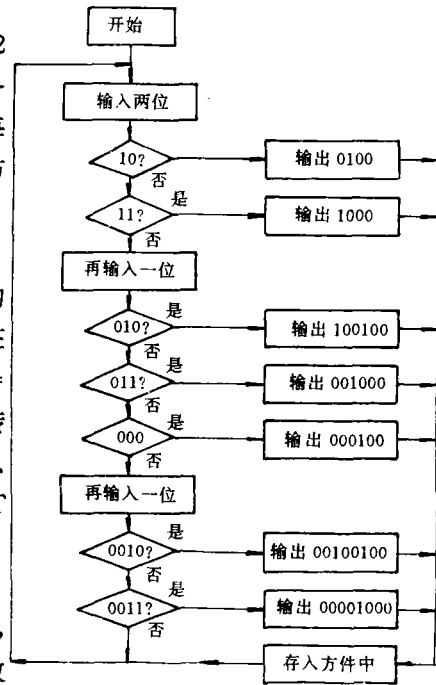 开始
输入两位
10?
输出 0100
否
是
11?
输出 1000
否
再输入一位
是
010?
输出 100100
否
是
011?
输出 001000
否
是
000
输出 000100
否
再输入一位
是
0010?
输出 00100100
否
是
0011?
输出 00001000
否
存入方件中